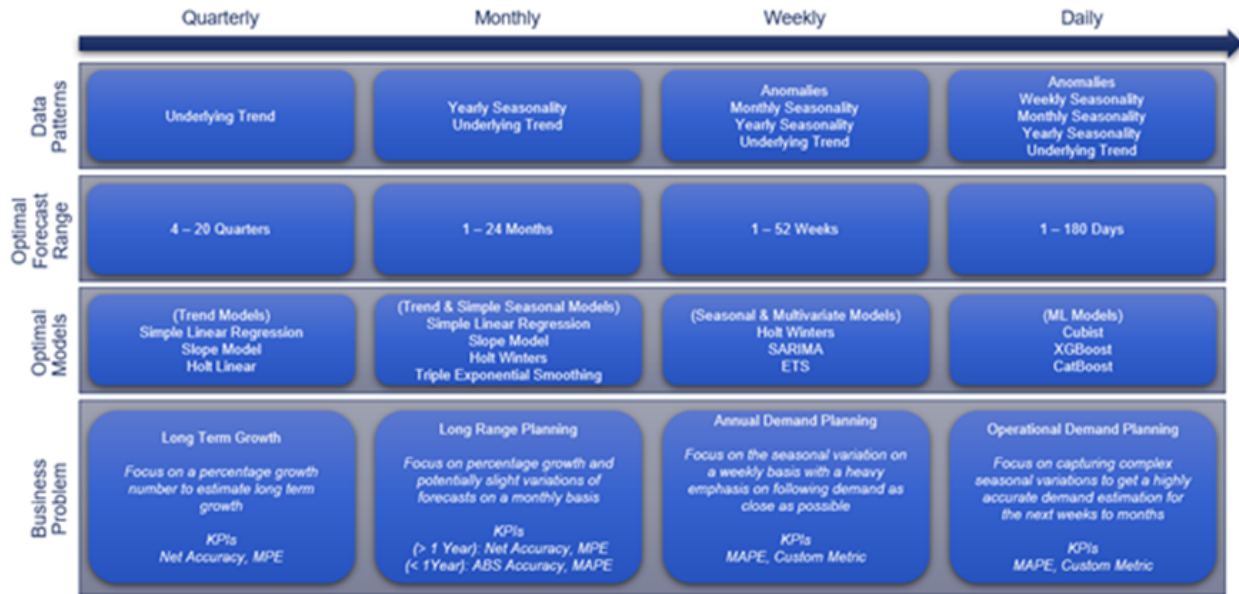 Quarterly
Monthly
Weekly
Daily
Data
Patterns
Underlying Trend
Yearly Seasonality
Underlying Trend
Anomalies
Monthly Seasonality
Yearly Seasonality
Underlying Trend
Anomalies
Weekly Seasonality
Monthly Seasonality
Yearly Seasonality
Underlying Trend
Optimal
Forecast
Range
4 – 20 Quarters
1 – 24 Months
1 – 52 Weeks
1 – 180 Days
Optimal
Models
(Trend Models)
Simple Linear Regression
Slope Model
Holt Linear
(Trend & Simple Seasonal Models)
Simple Linear Regression
Slope Model
Holt Winters
Triple Exponential Smoothing
(Seasonal & Multivariate Models)
Holt Winters
SARIMA
ETS
(ML Models)
Cubist
XGBoost
CatBoost
Business
Problem
Long Term Growth
Focus on a percentage growth
number to estimate long term
growth
KPIs
Net Accuracy, MPE
Long Range Planning
Focus on percentage growth and
potentially slight variations of
forecasts on a monthly basis
KPIs
(> 1 Year): Net Accuracy, MPE
(< 1Year): ABS Accuracy, MAPE
Annual Demand Planning
Focus on the seasonal variation on
a weekly basis with a heavy
emphasis on following demand as
close as possible
KPIs
MAPE, Custom Metric
Operational Demand Planning
Focus on capturing complex
seasonal variations to get a highly
accurate demand estimation for
the next weeks to months
KPIs
MAPE, Custom Metric